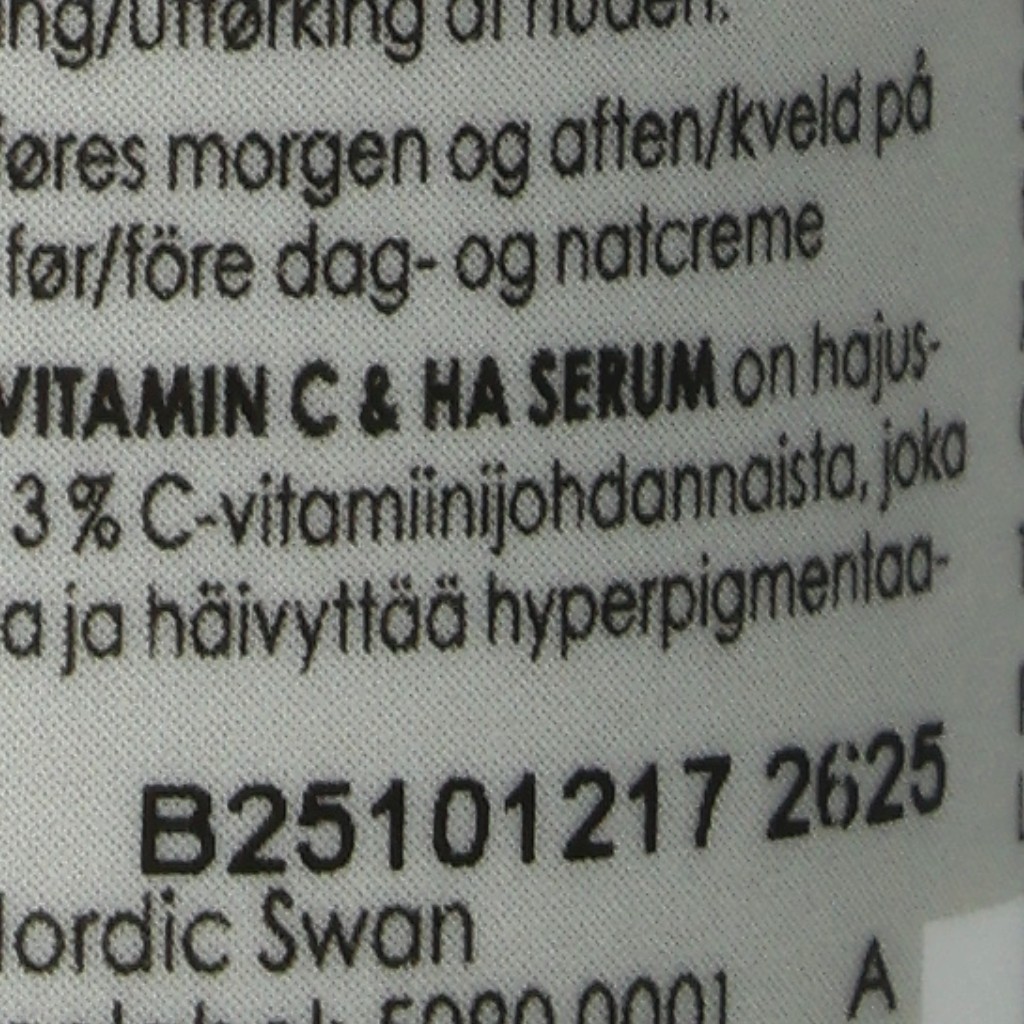 morgen og aften/kveld på
før/före dag- og natcreme
VITAMIN C & HA SERUM on hajus-
3 % C-vitamiinijohdannaista, joka
a ja häivyttää hyperpigmentaa-
B25101217 2625
Nordic Swan
A